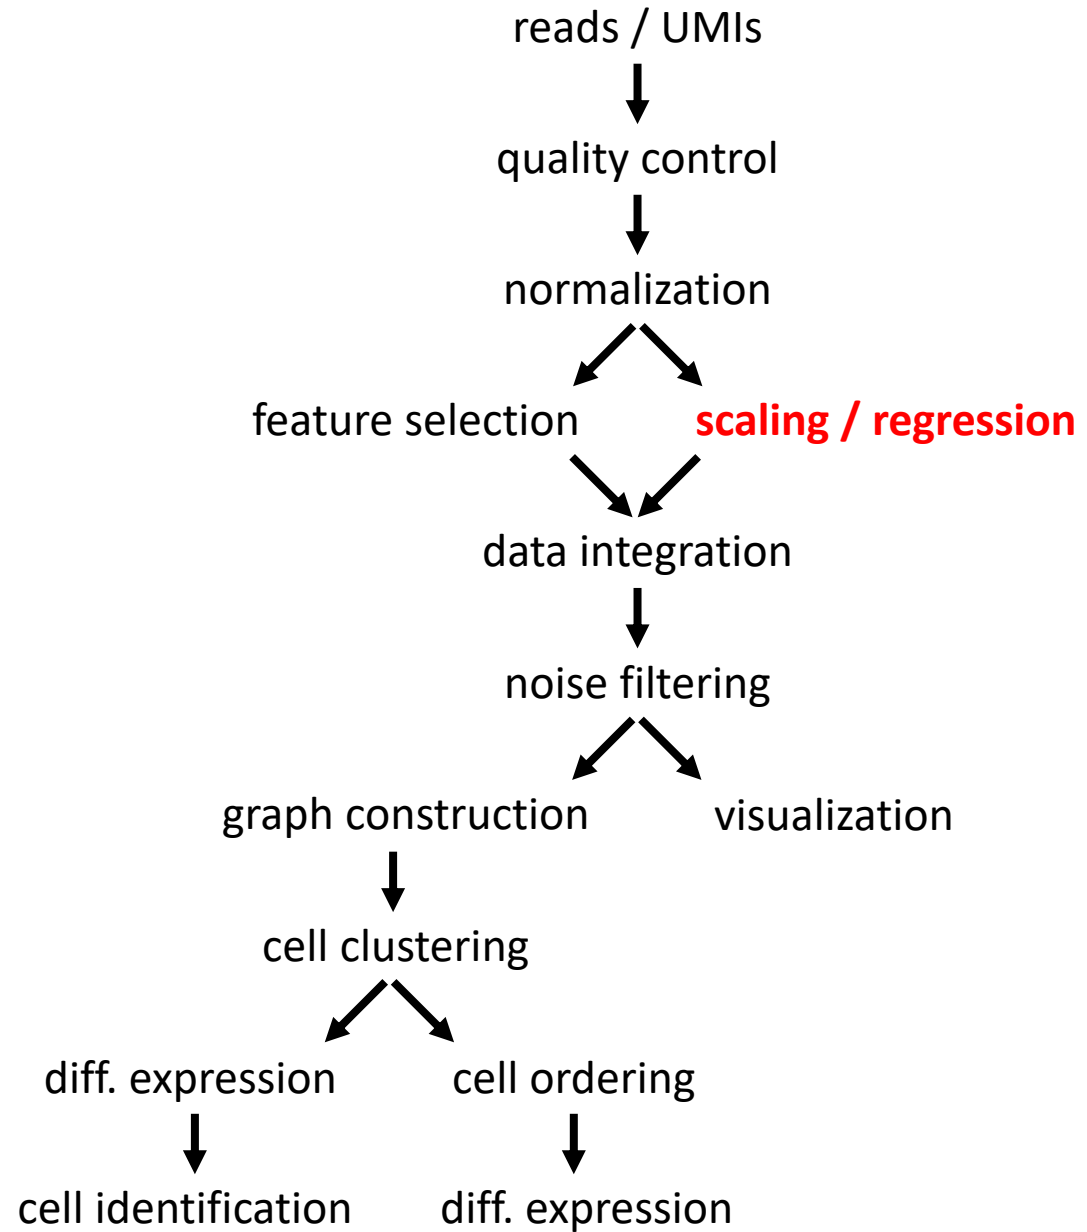 reads / UMIs
quality control
normalization
feature selection
scaling / regression
data integration
noise filtering
graph construction
visualization
cell clustering
diff. expression
cell ordering
cell identification
diff. expression